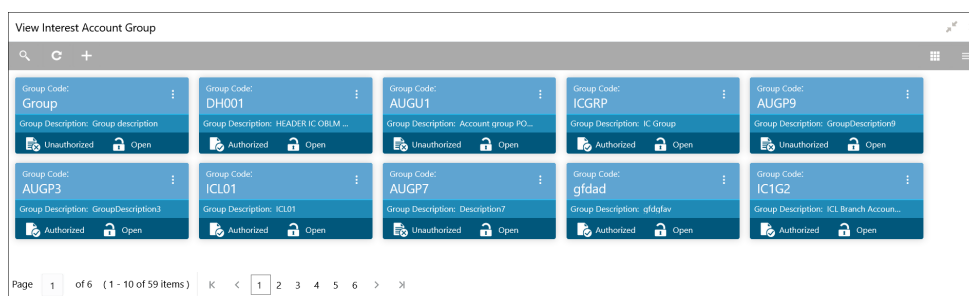 View Interest Account Group
Group Code:
Group
Group Description: Group description
Unauthorized Open
Group Code:
DH001
Group Description: HEADER IC OBLM ...
Authorized Open
Group Code:
AUGU1
Group Description: Account group PO...
Unauthorized Open
Group Code:
ICGRP
Group Description: IC Group
Authorized Open
Group Code:
AUGP9
Group Description: GroupDescription9
Unauthorized Open
Group Code:
AUGP3
Group Description: GroupDescription3
Authorized Open
Group Code:
ICL01
Group Description: ICL01
Authorized Open
Group Code:
AUGP7
Group Description: Description7
Unauthorized Open
Group Code:
gfdad
Group Description: gfdgfav
Authorized Open
Group Code:
IC1G2
Group Description: ICL Branch Accoun...
Authorized Open
Page 1 of 6 (1 - 10 of 59 items) 1 2 3 4 5 6